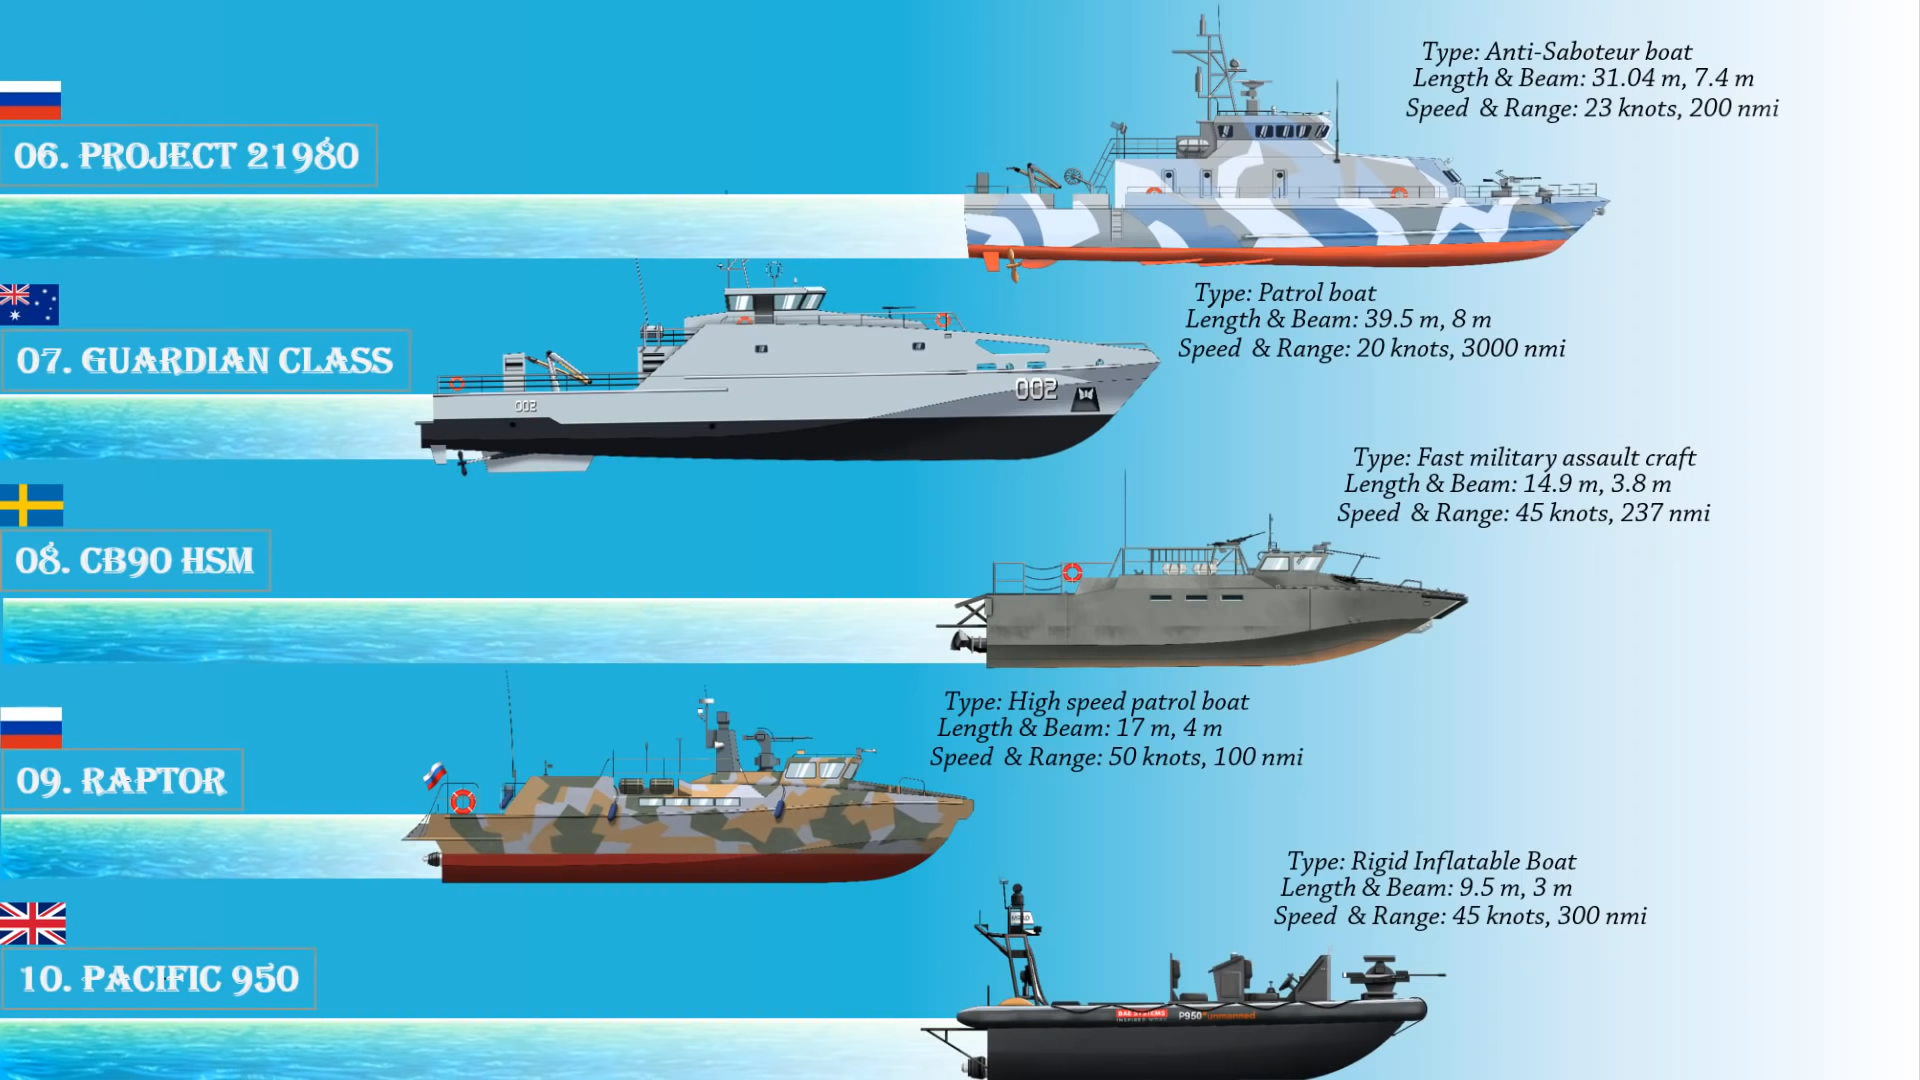 Type: Anti-Saboteur boat
Length & Beam: 31.04 m, 7.4 m
Speed & Range: 23 knots, 200 nmi
06. PROJECT 21980
Type: Patrol boat
Length & Beam: 39.5 m, 8 m
Speed & Range: 20 knots, 3000 nmi
07. GUARDIAN CLASS
002
002
Type: Fast military assault craft
Length & Beam: 14.9 m, 3.8 m
Speed & Range: 45 knots, 237 nmi
08. CB90 HSM
Type: High speed patrol boat
Length & Beam: 17 m, 4 m
Speed & Range: 50 knots, 100 nmi
09. RAPTOR
Type: Rigid Inflatable Boat
Length & Beam: 9.5 m, 3 m
Speed & Range: 45 knots, 300 nmi
10. PACIFIC 950
BAE SYSTEMS
P950 unmanned